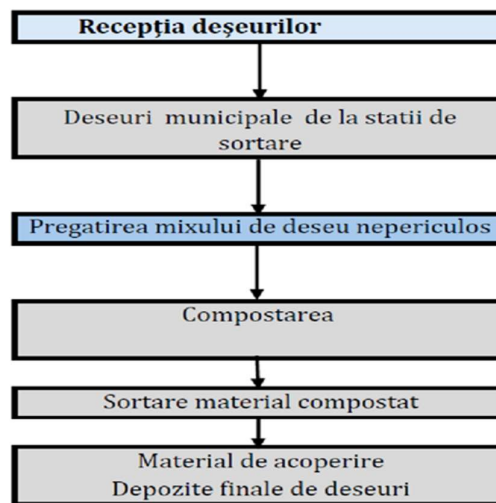 Recepţia deşeurilor
Deseuri municipale de la statii de
sortare
Pregatirea mixului de deseu nepericulos
Compostarea
Sortare material compostat
Material de acoperire
Depozite finale de deseuri